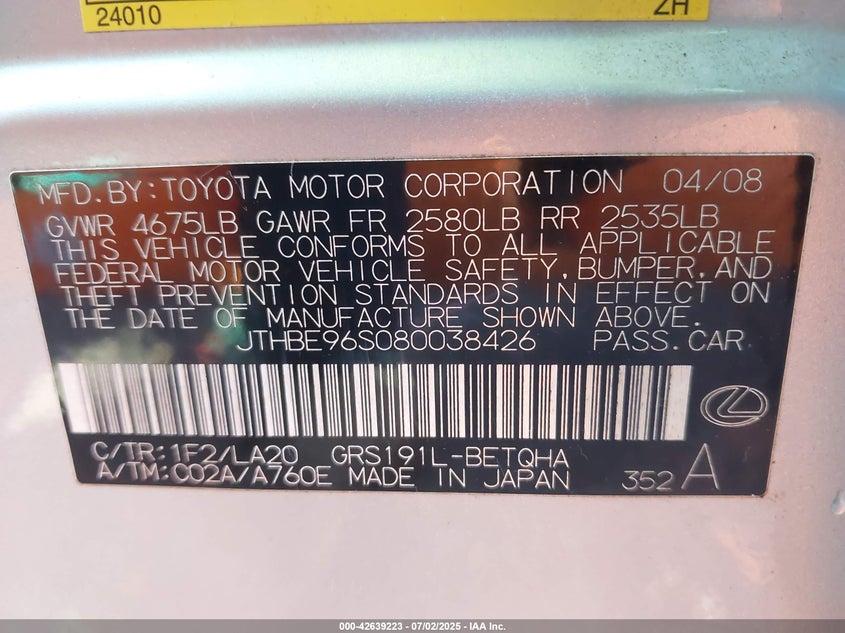 24010 ZH
MFD.BY:TOYOTA MOTOR CORPORATION 04/08
GVWR 4675LB GAWR FR 2580LB RR 2535LB
THIS VEHICLE CONFORMS TO ALL APPLICABLE
FEDERAL MOTOR VEHICLE SAFETY,BUMPER,AND
THEFT PREVENTION STANDARDS IN EFFECT ON
THE DATE OF MANUFACTURE SHOWN ABOVE.
JTHBE96S080038426 PASS.CAR
C/TR:1F2/LA20 GRS191L-BETQHA
A/TM:C02A/A760E MADE IN JAPAN 352 A
000-42639223 - 07/02/2025 - IAA Inc.